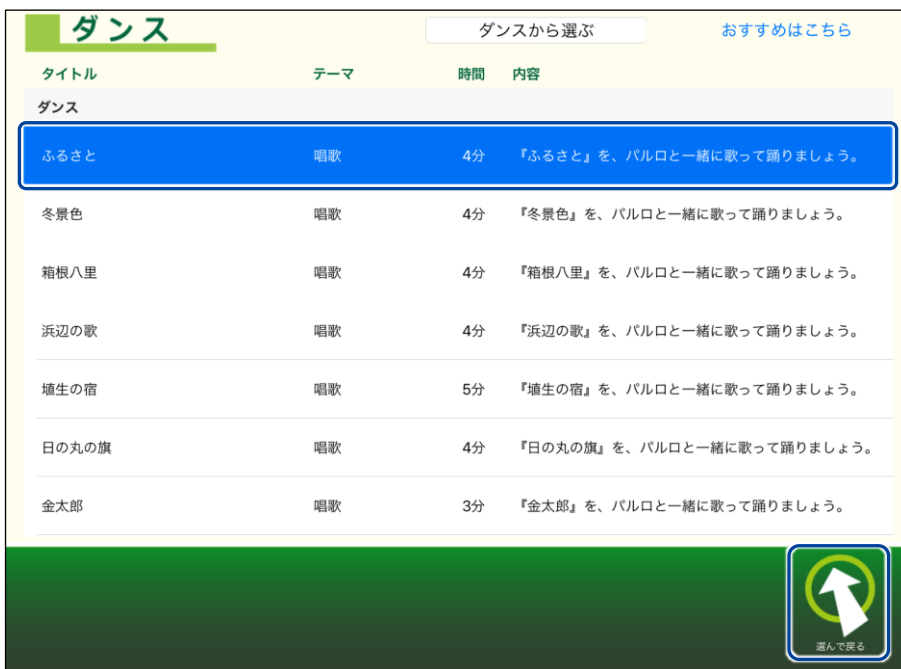 ダンス ダンスから選ぶ おすすめはこちら
タイトル テーマ 時間 内容
ダンス
ふるさと 唱歌 4分 『ふるさと』を、パルロと一緒に歌って踊りましょう。
冬景色 唱歌 4分 『冬景色』を、パルロと一緒に歌って踊りましょう。
箱根八里 唱歌 4分 『箱根八里』を、パルロと一緒に歌って踊りましょう。
浜辺の歌 唱歌 4分 『浜辺の歌』を、パルロと一緒に歌って踊りましょう。
埴生の宿 唱歌 5分 『埴生の宿』を、パルロと一緒に歌って踊りましょう。
日の丸の旗 唱歌 4分 『日の丸の旗』を、パルロと一緒に歌って踊りましょう。
金太郎 唱歌 3分 『金太郎』を、パルロと一緒に歌って踊りましょう。
選んで戻る